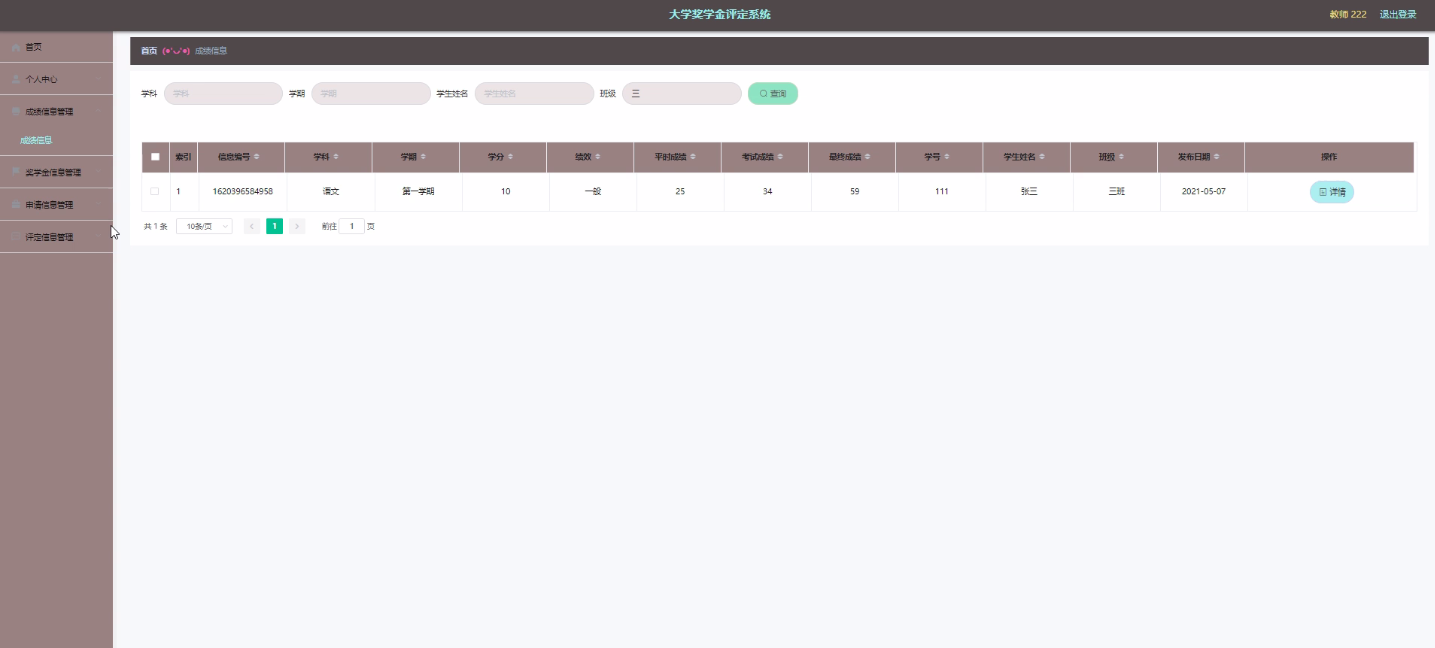 大学奖学金评定系统
教师 222 退出登录
首页
个人中心
成绩信息管理
成绩信息
奖学金信息管理
申请信息管理
评定信息管理
首页 (●'◡'●) 成绩信息
学科 学科 学期 学期 学生姓名 学生姓名 班级 三 查询
索引 信息编号 学科 学期 学分 绩效 平时成绩 考试成绩 最终成绩 学号 学生姓名 班级 发布日期 操作
1 1620396584958 语文 第一学期 10 一般 25 34 59 111 张三 三班 2021-05-07 详情
共 1 条 10条/页 1 前往 1 页